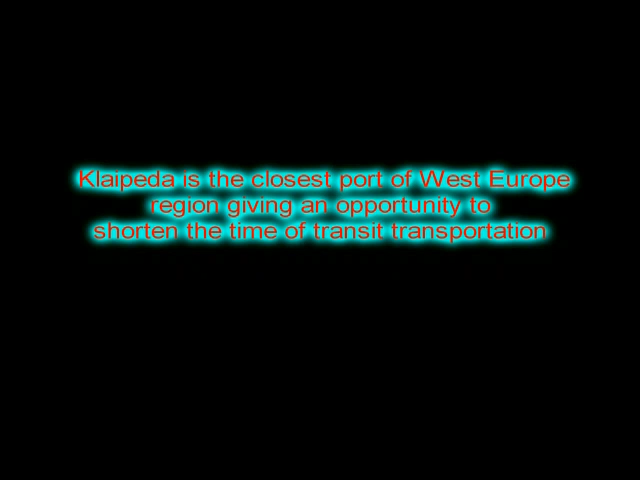 Klaipeda is the closest port of West Europe
region giving an opportunity to
shorten the time of transit transportation